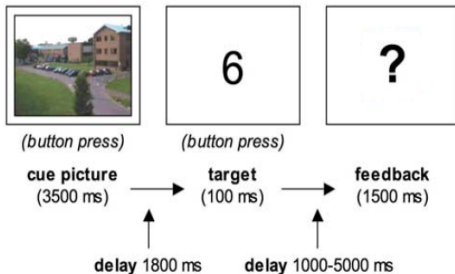 6
?
(button press)
(button press)
cue picture
(3500 ms)
target
(100 ms)
feedback
(1500 ms)
delay 1800 ms
delay 1000-5000 ms